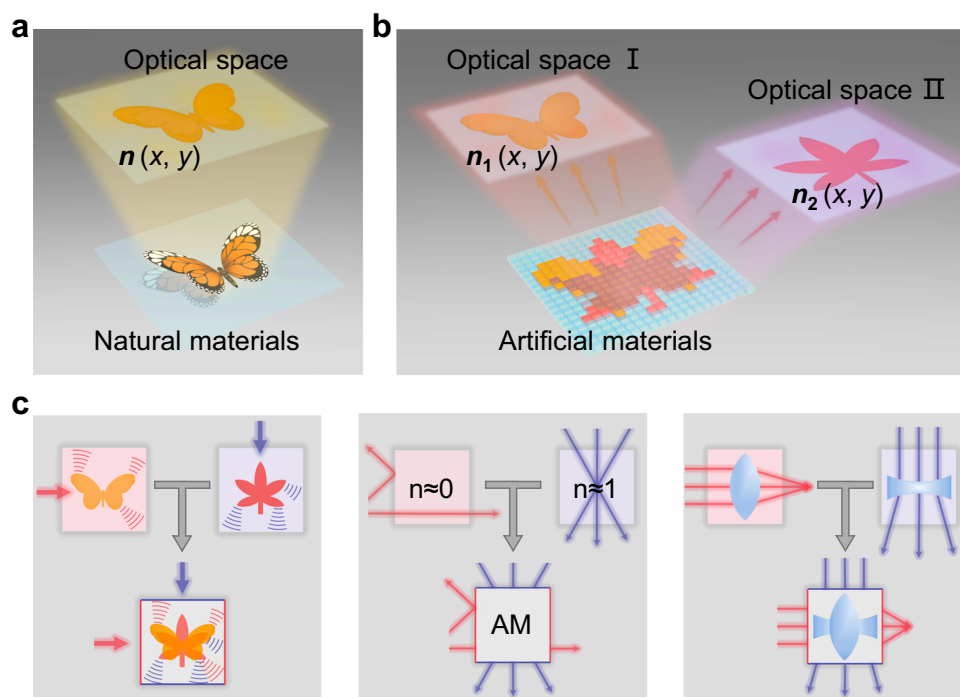 a
Optical space
n (x, y)
Natural materials
b
Optical space Ⅰ
Optical space Ⅱ
n₁ (x, y)
n₂ (x, y)
Artificial materials
c
n≈0
n≈1
AM